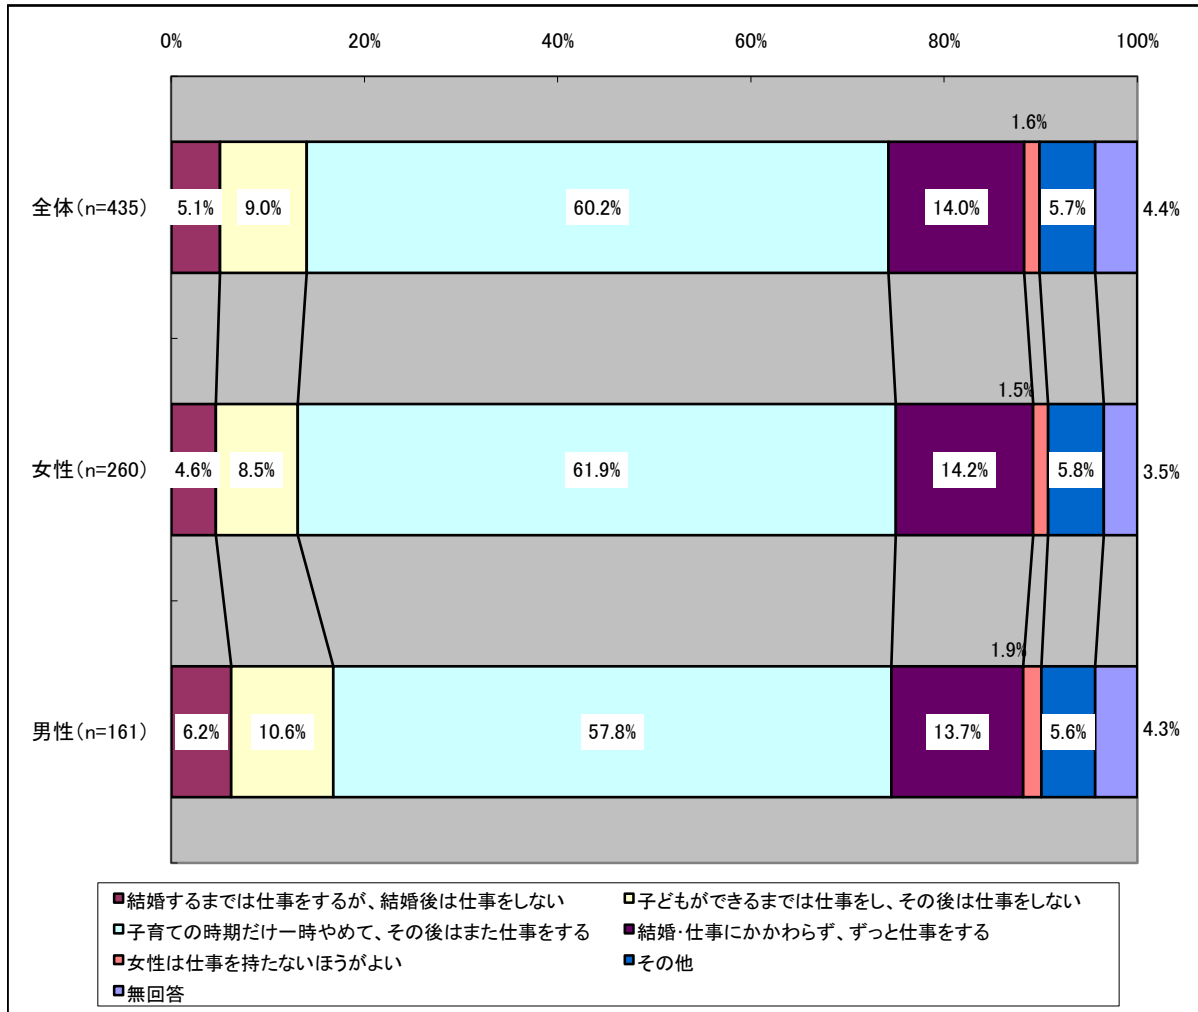 0% 20% 40% 60% 80% 100%
1.6%
全体(n=435) 5.1% 9.0% 60.2% 14.0% 5.7% 4.4%
1.5%
女性(n=260) 4.6% 8.5% 61.9% 14.2% 5.8% 3.5%
1.9%
男性(n=161) 6.2% 10.6% 57.8% 13.7% 5.6% 4.3%
結婚するまでは仕事をするが、結婚後は仕事をしない 子どもができるまでは仕事をし、その後は仕事をしない
子育ての時期だけ一時やめて、その後はまた仕事をする 結婚・仕事にかかわらず、ずっと仕事をする
女性は仕事を持たないほうがよい その他
無回答